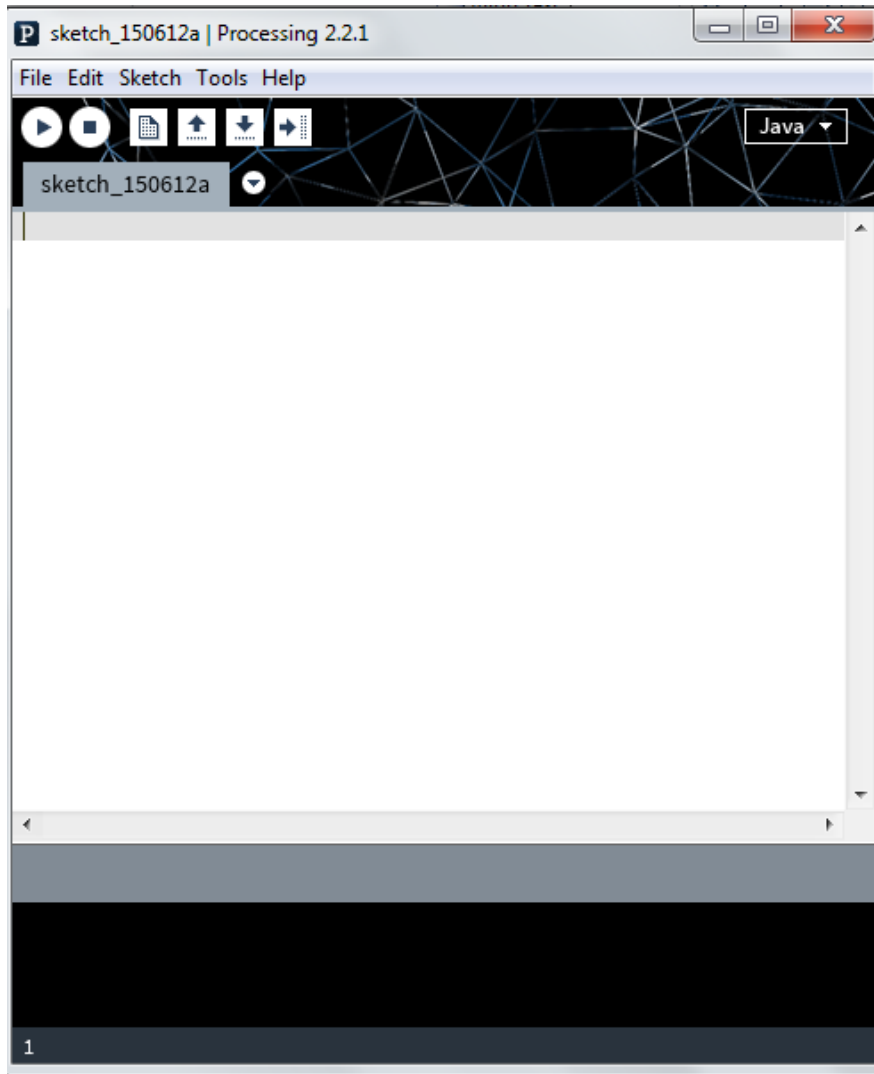 sketch_150612a | Processing 2.2.1
File Edit Sketch Tools Help
Java
sketch_150612a
1